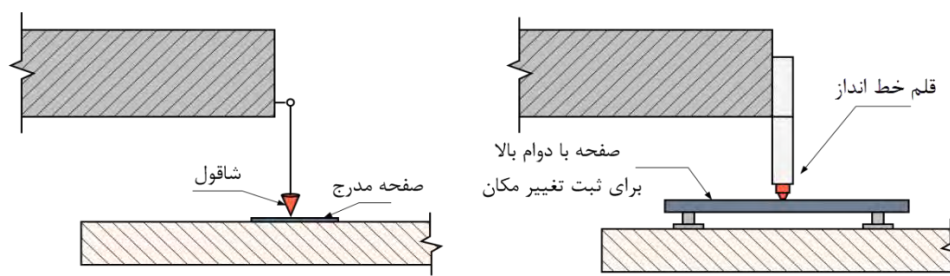 قلم خط انداز
صفحه با دوام بالا
برای ثبت تغییر مکان
شاقول
صفحه مدرج